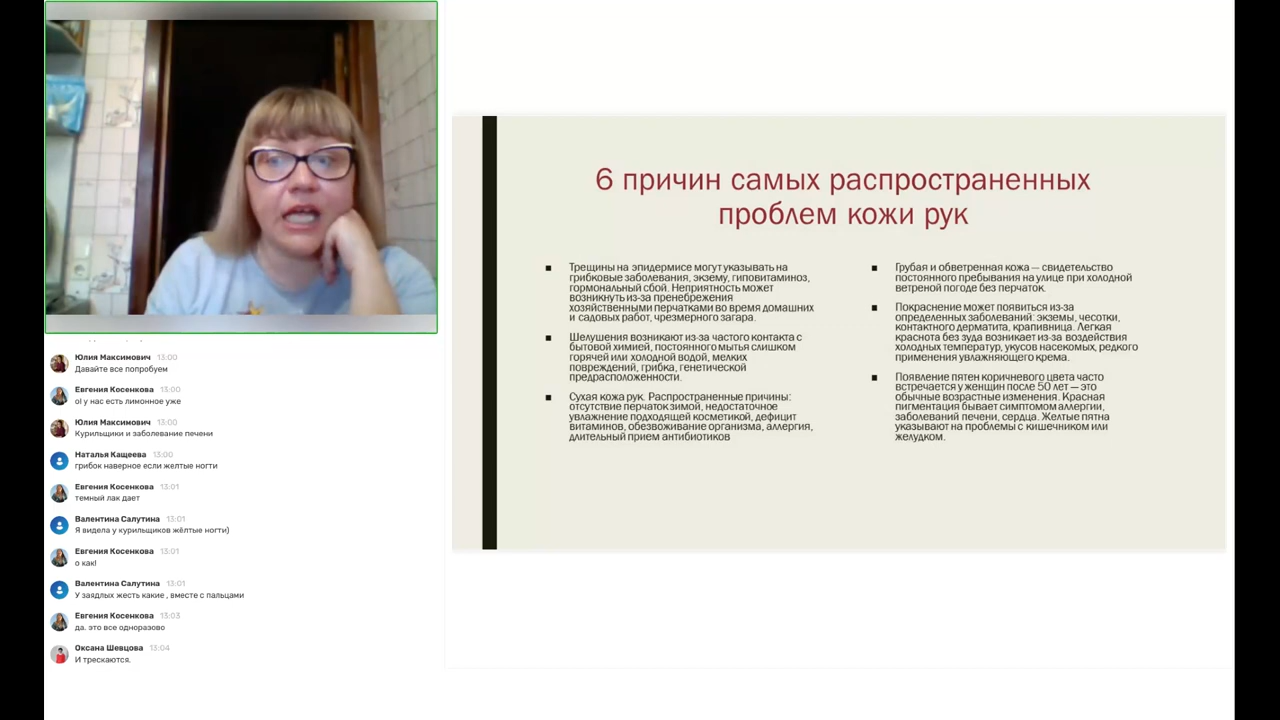 6 причин самых распространенных
проблем кожи рук
■ Трещины на эпидермисе могут указывать на
грибковые заболевания, экзему, гиповитаминоз,
гормональный сбой. Неприятность может
возникнуть из-за пренебрежения
хозяйственными перчатками во время домашних
и садовых работ, чрезмерного загара.
■ Шелушения возникают из-за частого контакта с
бытовой химией, постоянного мытья слишком
горячей или холодной водой, мелких
повреждений, грибка, генетической
предрасположенности.
■ Сухая кожа рук. Распространенные причины:
отсутствие перчаток зимой, недостаточное
увлажнение подходящей косметикой, дефицит
витаминов, обезвоживание организма, аллергия,
длительный прием антибиотиков
■ Грубая и обветренная кожа — свидетельство
постоянного пребывания на улице при холодной
ветреной погоде без перчаток.
■ Покраснение может появиться из-за
определенных заболеваний: экземы, чесотки,
контактного дерматита, крапивница. Легкая
краснота без зуда возникает из-за воздействия
холодных температур, укусов насекомых, редкого
применения увлажняющего крема.
■ Появление пятен коричневого цвета часто
встречается у женщин после 50 лет — это
обычные возрастные изменения. Красная
пигментация бывает симптомом аллергии,
заболеваний печени, сердца. Желтые пятна
указывают на проблемы с кишечником или
желудком.
Юлия Максимович 13:00
Давайте все попробуем
Евгения Косенкова 13:00
о! у нас есть лимонное уже
Юлия Максимович 13:00
Курильщики и заболевание печени
Наталья Кащеева 13:00
грибок наверное если желтые ногти
Евгения Косенкова 13:01
темный лак дает
Валентина Салутина 13:01
Я видела у курильщиков жёлтые ногти)
Евгения Косенкова 13:01
о как!
Валентина Салутина 13:01
У заядлых жесть какие , вместе с пальцами
Евгения Косенкова 13:03
да. это все одноразово
Оксана Шевцова 13:04
И трескаются.